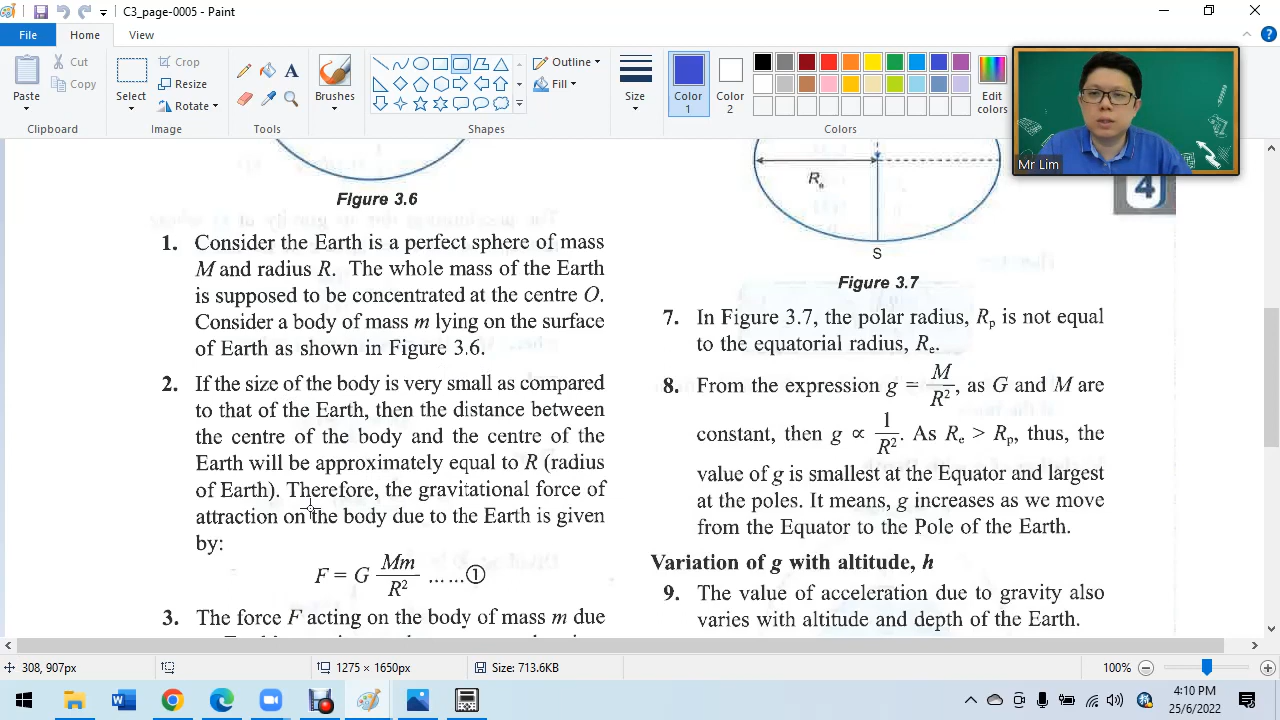 C3_page-0005 - Paint
File
Home
View
Paste
Cut
Copy
Clipboard
Select
Crop
Resize
Rotate
Image
A
Tools
Brushes
Outline
Fill
Shapes
Size
Color 1
Color 2
Edit colors
Colors
Mr Lim
4
Figure 3.6
1. Consider the Earth is a perfect sphere of mass
M and radius R. The whole mass of the Earth
is supposed to be concentrated at the centre O.
Consider a body of mass m lying on the surface
of Earth as shown in Figure 3.6.
2. If the size of the body is very small as compared
to that of the Earth, then the distance between
the centre of the body and the centre of the
Earth will be approximately equal to R (radius
of Earth). Therefore, the gravitational force of
attraction on the body due to the Earth is given
by:
F = G Mm/R² ……①
3. The force F acting on the body of mass m due
Rₑ
S
Figure 3.7
7. In Figure 3.7, the polar radius, Rₚ is not equal
to the equatorial radius, Rₑ.
8. From the expression g = M/R², as G and M are
constant, then g ∝ 1/R². As Rₑ > Rₚ, thus, the
value of g is smallest at the Equator and largest
at the poles. It means, g increases as we move
from the Equator to the Pole of the Earth.
Variation of g with altitude, h
9. The value of acceleration due to gravity also
varies with altitude and depth of the Earth.
308, 907px
1275 × 1650px
Size: 713.6KB
100%
4:10 PM
25/6/2022